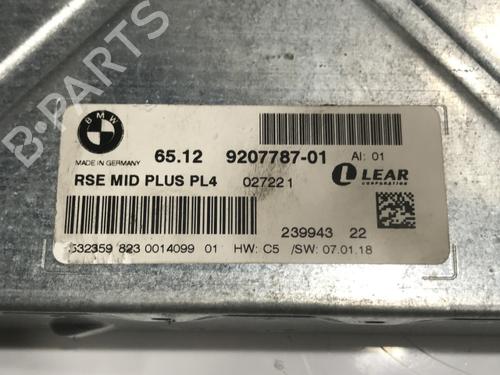 B-PARTS
BMW
MADE IN GERMANY
65.12 9207787-01 AI: 01
RSE MID PLUS PL4 027221
LEAR
CORPORATION
239943 22
532359 823 0014099 01 HW: C5 /SW: 07.01.18